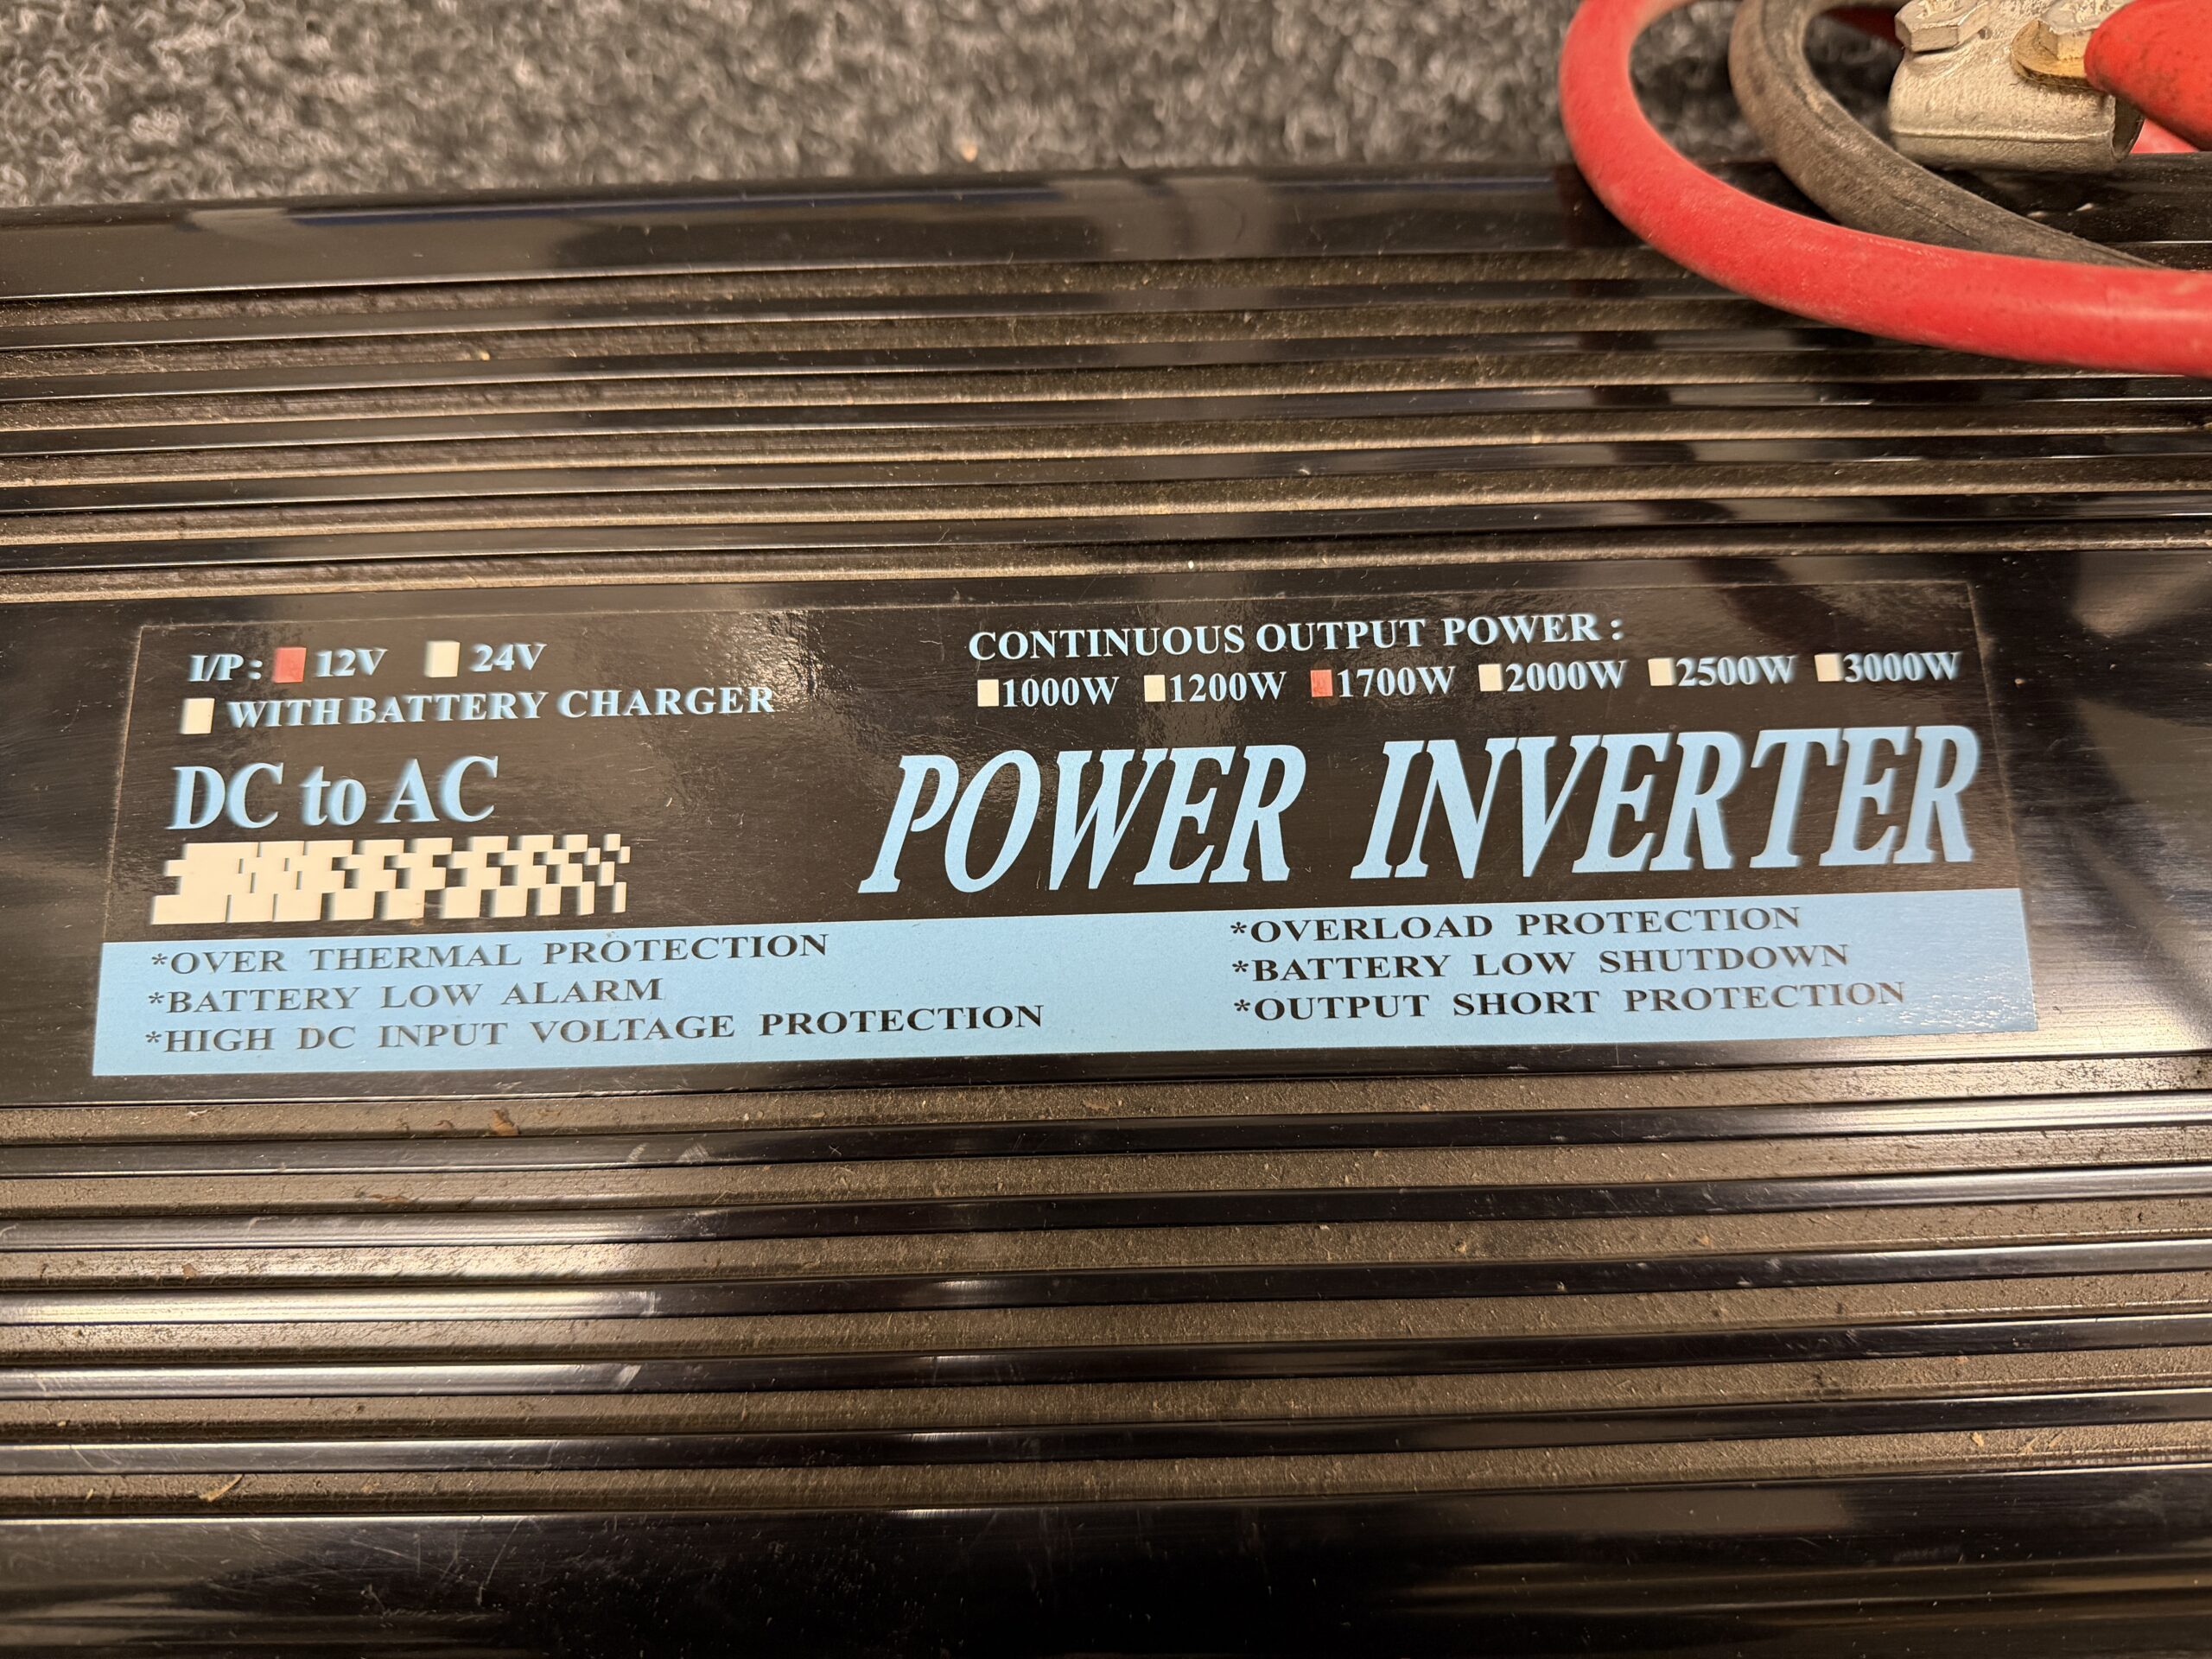 I/P : 12V 24V
WITH BATTERY CHARGER
CONTINUOUS OUTPUT POWER :
1000W 1200W 1700W 2000W 2500W 3000W
DC to AC
POWER INVERTER
*OVER THERMAL PROTECTION
*BATTERY LOW ALARM
*HIGH DC INPUT VOLTAGE PROTECTION
*OVERLOAD PROTECTION
*BATTERY LOW SHUTDOWN
*OUTPUT SHORT PROTECTION